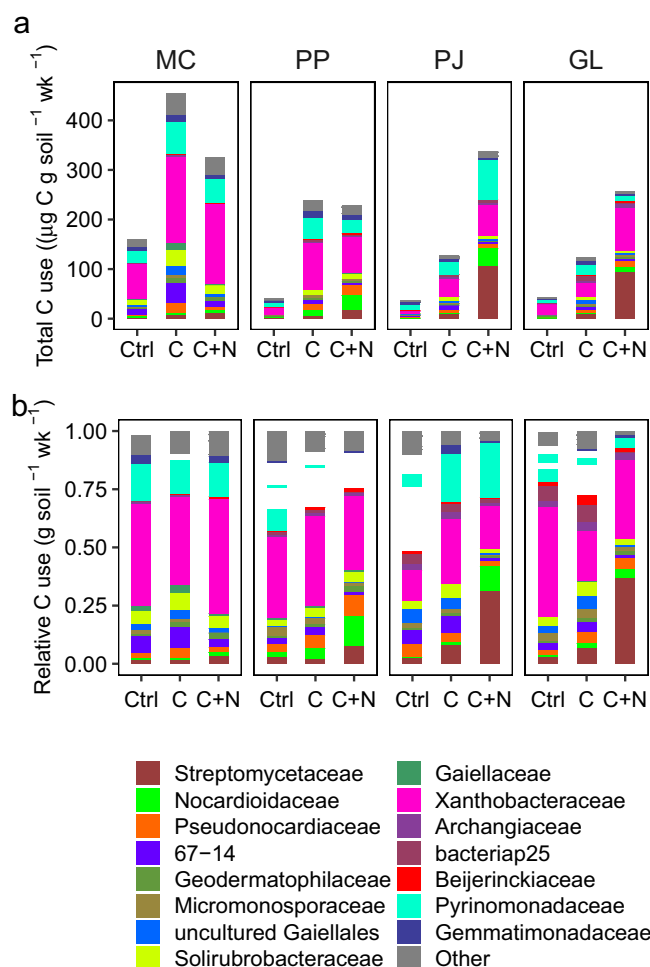 a
MC PP PJ GL
Total C use ((μg C g soil ⁻¹ wk⁻¹)
400
300
200
100
0
Ctrl C C+N Ctrl C C+N Ctrl C C+N Ctrl C C+N
b
Relative C use (g soil ⁻¹ wk⁻¹)
1.00
0.75
0.50
0.25
0.00
Ctrl C C+N Ctrl C C+N Ctrl C C+N Ctrl C C+N
Streptomycetaceae Gaiellaceae
Nocardioidaceae Xanthobacteraceae
Pseudonocardiaceae Archangiaceae
67−14 bacteriap25
Geodermatophilaceae Beijerinckiaceae
Micromonosporaceae Pyrinomonadaceae
uncultured Gaiellales Gemmatimonadaceae
Solirubrobacteraceae Other